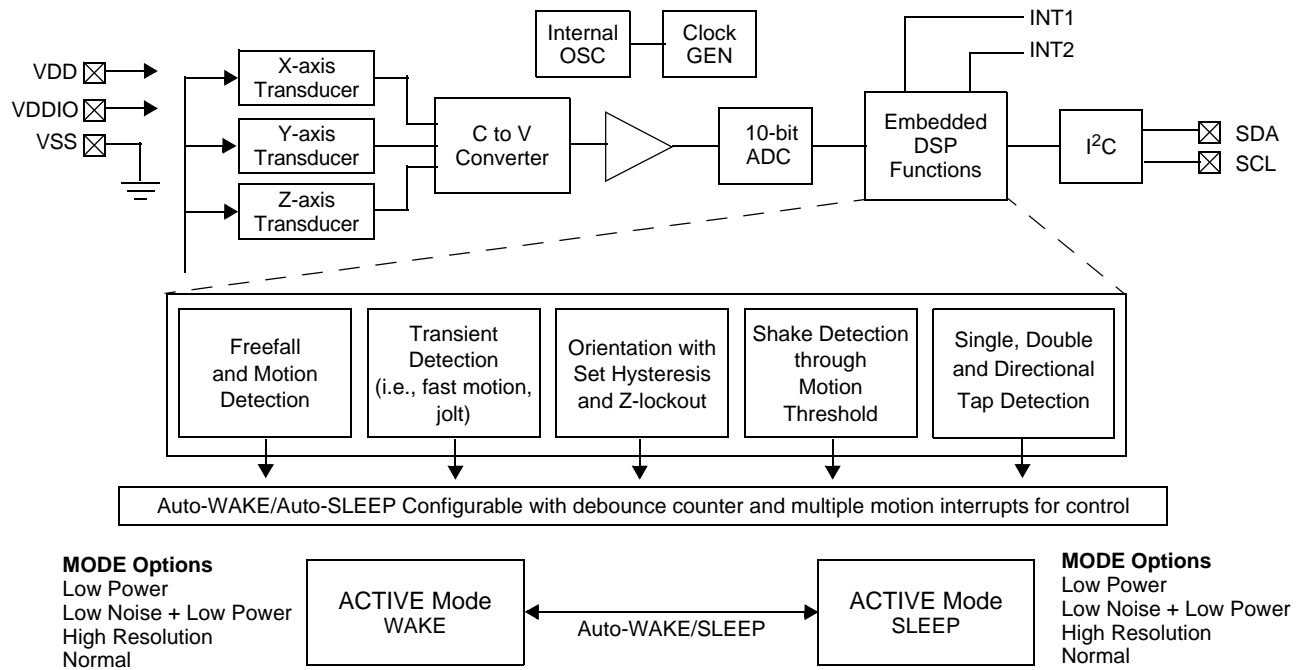 INT1
Internal
OSC
Clock
GEN
INT2
VDD
VDDIO
VSS
X-axis
Transducer
Y-axis
Transducer
Z-axis
Transducer
C to V
Converter
10-bit
ADC
Embedded
DSP
Functions
I²C
SDA
SCL
Freefall
and Motion
Detection
Transient
Detection
(i.e., fast motion,
jolt)
Orientation with
Set Hysteresis
and Z-lockout
Shake Detection
through
Motion
Threshold
Single, Double
and Directional
Tap Detection
Auto-WAKE/Auto-SLEEP Configurable with debounce counter and multiple motion interrupts for control
MODE Options
Low Power
Low Noise + Low Power
High Resolution
Normal
ACTIVE Mode
WAKE
Auto-WAKE/SLEEP
ACTIVE Mode
SLEEP
MODE Options
Low Power
Low Noise + Low Power
High Resolution
Normal